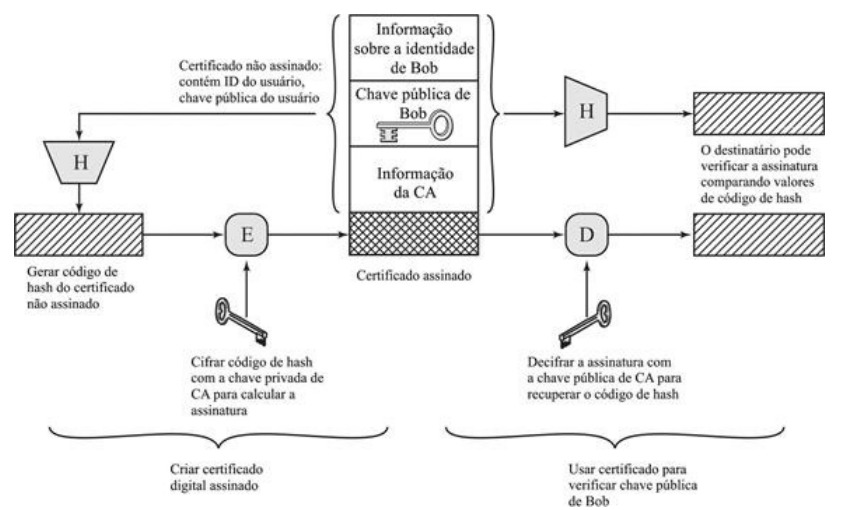 Certificado não assinado:
contém ID do usuário,
chave pública do usuário
Informação
sobre a identidade
de Bob
Chave pública de
Bob
Informação
da CA
H
H
O destinatário pode
verificar a assinatura
comparando valores
de código de hash
E
D
Gerar código de
hash do certificado
não assinado
Certificado assinado
Cifrar código de hash
com a chave privada de
CA para calcular a
assinatura
Decifrar a assinatura com
a chave pública de CA para
recuperar o código de hash
Criar certificado
digital assinado
Usar certificado para
verificar chave pública
de Bob